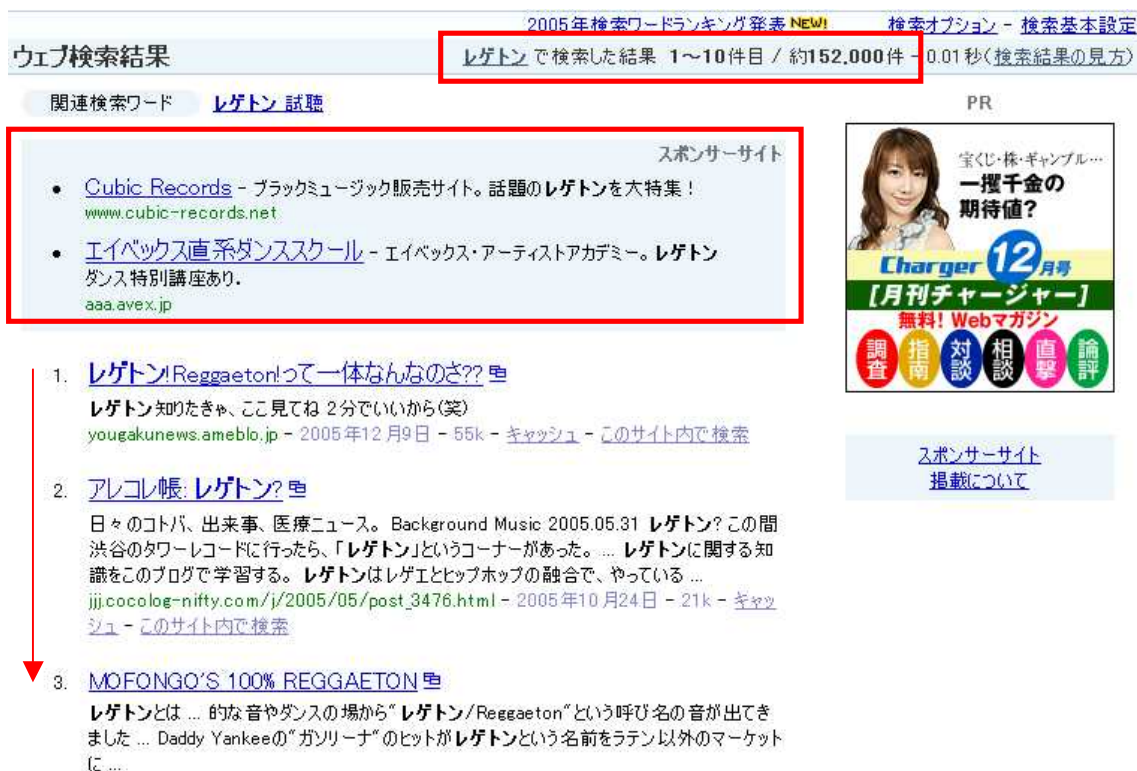 2005年検索ワードランキング発表 NEW! 検索オプション - 検索基本設定
ウェブ検索結果
レゲトン で検索した結果 1～10件目 / 約152,000件 - 0.01秒(検索結果の見方)
関連検索ワード レゲトン 試聴
スポンサーサイト
• Cubic Records - ブラックミュージック販売サイト。話題のレゲトンを大特集！
www.cubic-records.net
• エイベックス直系ダンススクール - エイベックス・アーティストアカデミー。レゲトン
ダンス特別講座あり.
aaa.avex.jp
1. レゲトン!Reggaeton!って一体なんなのさ??
レゲトン知りたきゃ、ここ見てね 2分でいいから(笑)
yougakunews.ameblo.jp - 2005年12月9日 - 55k - キャッシュ - このサイト内で検索
2. アレコレ帳: レゲトン?
日々のコトバ、出来事、医療ニュース。Background Music 2005.05.31 レゲトン? この間
渋谷のタワーレコードに行ったら、「レゲトン」というコーナーがあった。 ... レゲトンに関する知
識をこのブログで学習する。レゲトンはレゲエとヒップホップの融合で、やっている ...
jjj.cocolog-nifty.com/j/2005/05/post_3476.html - 2005年10月24日 - 21k - キャッ
シュ - このサイト内で検索
3. MOFONGO'S 100% REGGAETON
レゲトンとは ... 的な音やダンスの場から"レゲトン/Reggaeton"という呼び名の音が出てき
ました ... Daddy Yankeeの"ガソリーナ"のヒットがレゲトンという名前をラテン以外のマーケット
に ...
PR
宝くじ・株・ギャンブル…
一攫千金の
期待値?
Charger 12月号
[月刊チャージャー]
無料! Webマガジン
調査 指南 対談 相談 直撃 論評
スポンサーサイト
掲載について